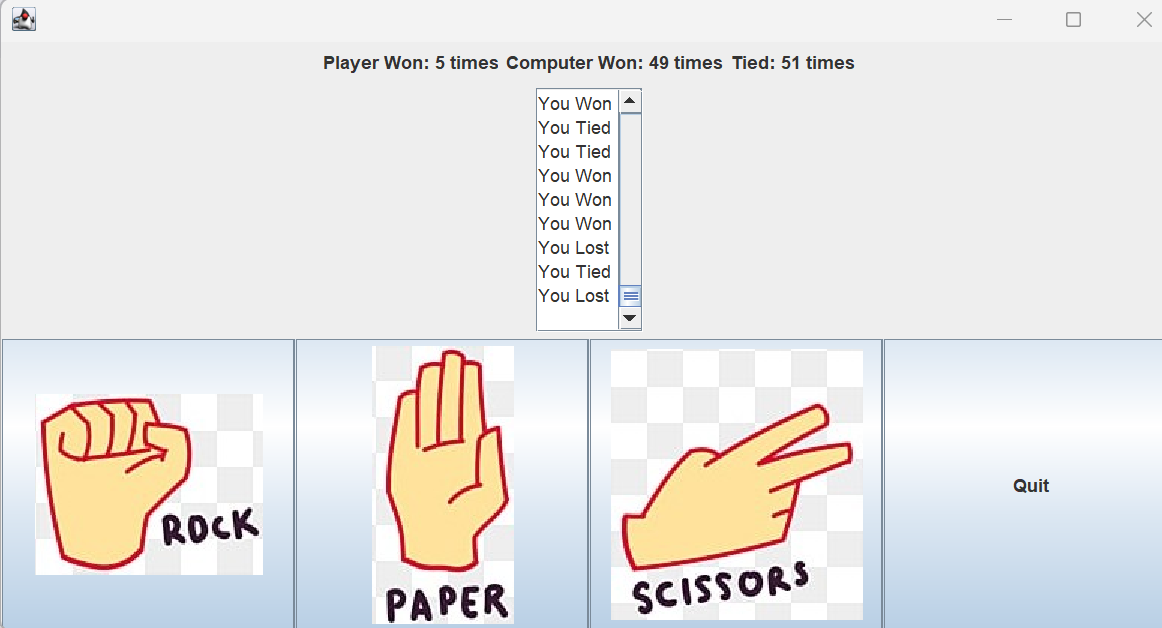 Player Won: 5 times Computer Won: 49 times Tied: 51 times
You Won
You Tied
You Tied
You Won
You Won
You Won
You Lost
You Tied
You Lost
ROCK
PAPER
SCISSORS
Quit